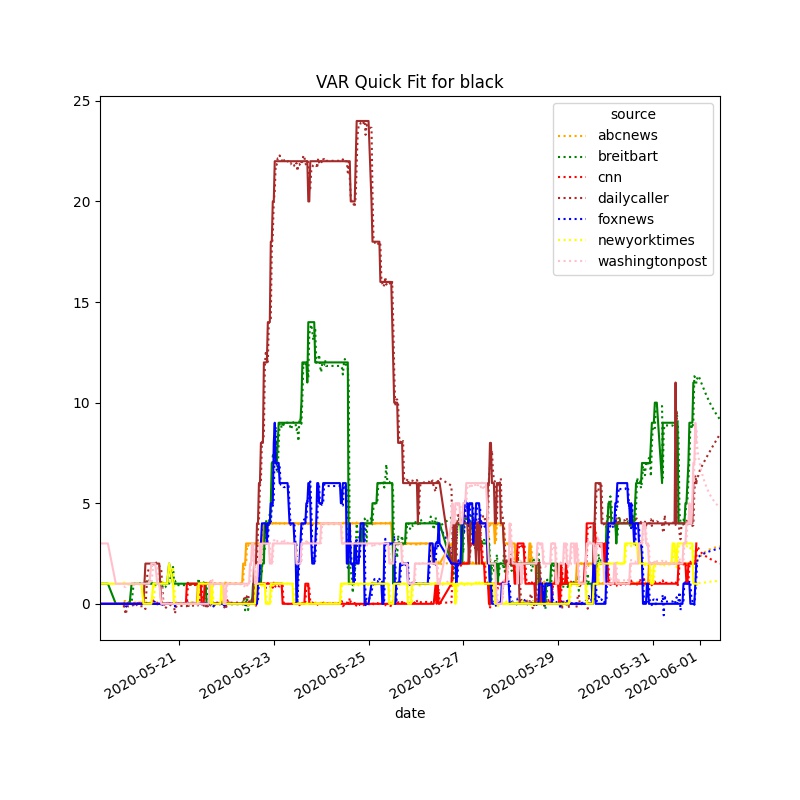 VAR Quick Fit for black
25
20
15
10
5
0
source
abcnews
breitbart
cnn
dailycaller
foxnews
newyorktimes
washingtonpost
2020-05-21
2020-05-23
2020-05-25
2020-05-27
2020-05-29
2020-05-31
2020-06-01
date